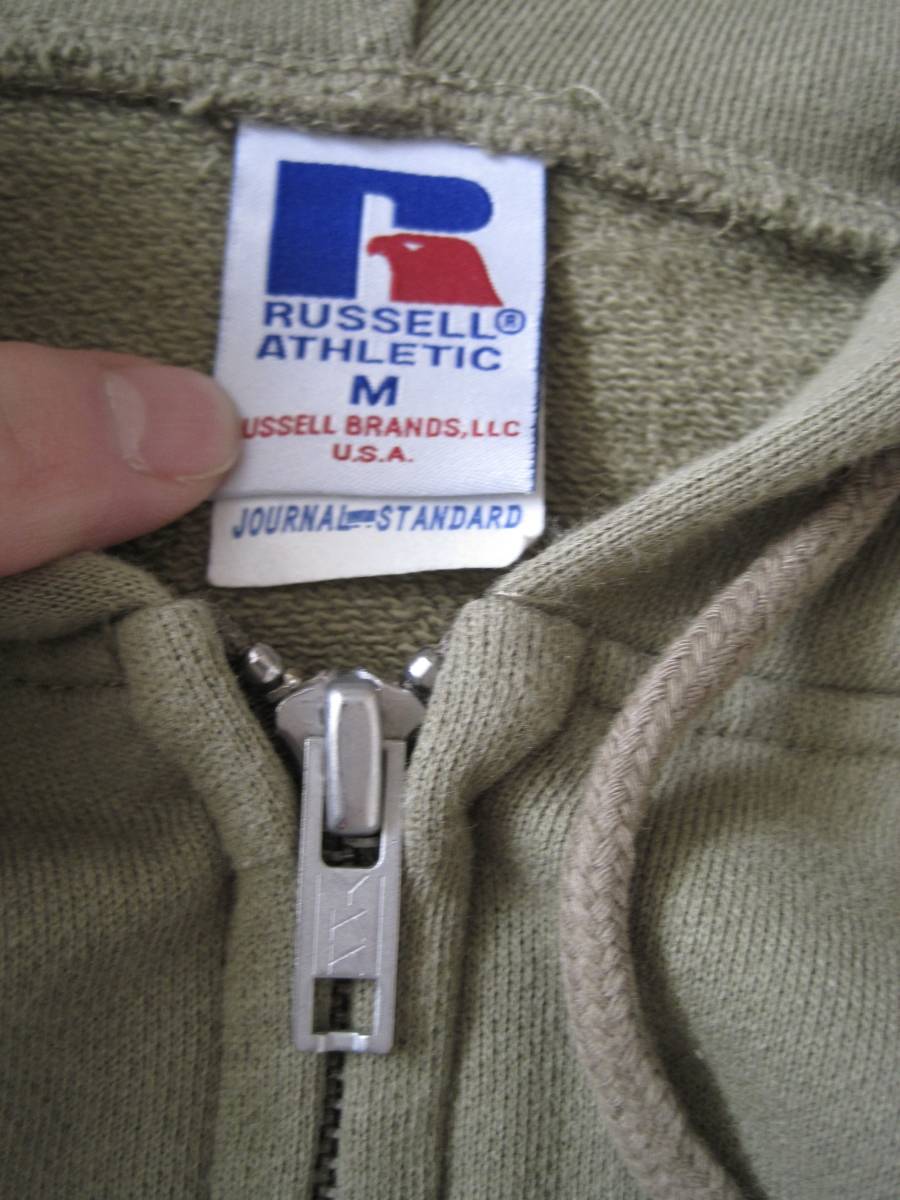 R
RUSSELL®
ATHLETIC
M
USSELL BRANDS, LLC
U.S.A.
JOURNAL STANDARD